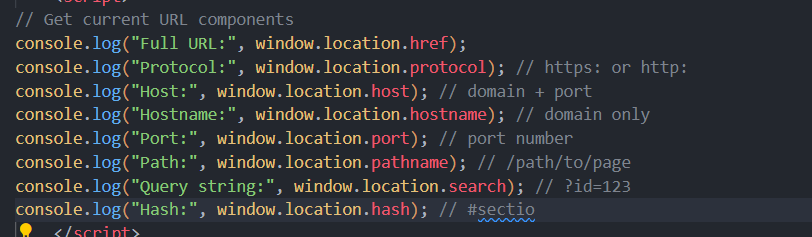 <script>
// Get current URL components
console.log("Full URL:", window.location.href);
console.log("Protocol:", window.location.protocol); // https: or http:
console.log("Host:", window.location.host); // domain + port
console.log("Hostname:", window.location.hostname); // domain only
console.log("Port:", window.location.port); // port number
console.log("Path:", window.location.pathname); // /path/to/page
console.log("Query string:", window.location.search); // ?id=123
console.log("Hash:", window.location.hash); // #sectio
</script>